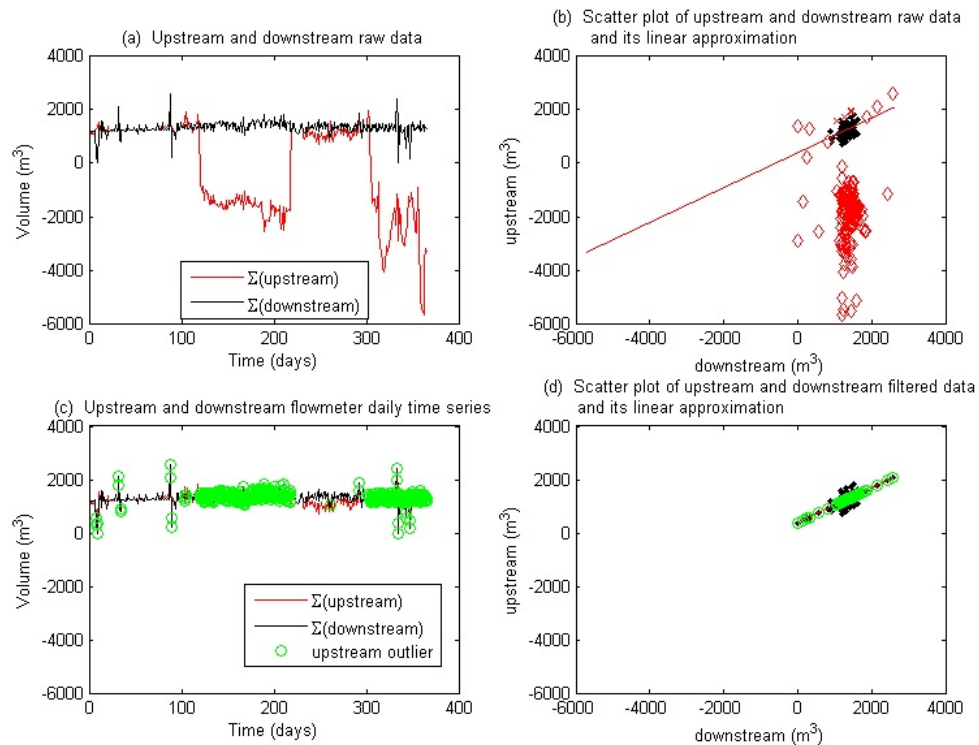 (a) Upstream and downstream raw data
4000
2000
0
-2000
-4000
-6000
Volume (m³)
Σ(upstream)
Σ(downstream)
0 100 200 300 400
Time (days)
(b) Scatter plot of upstream and downstream raw data
and its linear approximation
4000
2000
0
-2000
-4000
-6000
upstream (m³)
-6000 -4000 -2000 0 2000 4000
downstream (m³)
(c) Upstream and downstream flowmeter daily time series
4000
2000
0
-2000
-4000
-6000
Volume (m³)
Σ(upstream)
Σ(downstream)
upstream outlier
0 100 200 300 400
Time (days)
(d) Scatter plot of upstream and downstream filtered data
and its linear approximation
4000
2000
0
-2000
-4000
-6000
upstream (m³)
-6000 -4000 -2000 0 2000 4000
downstream (m³)